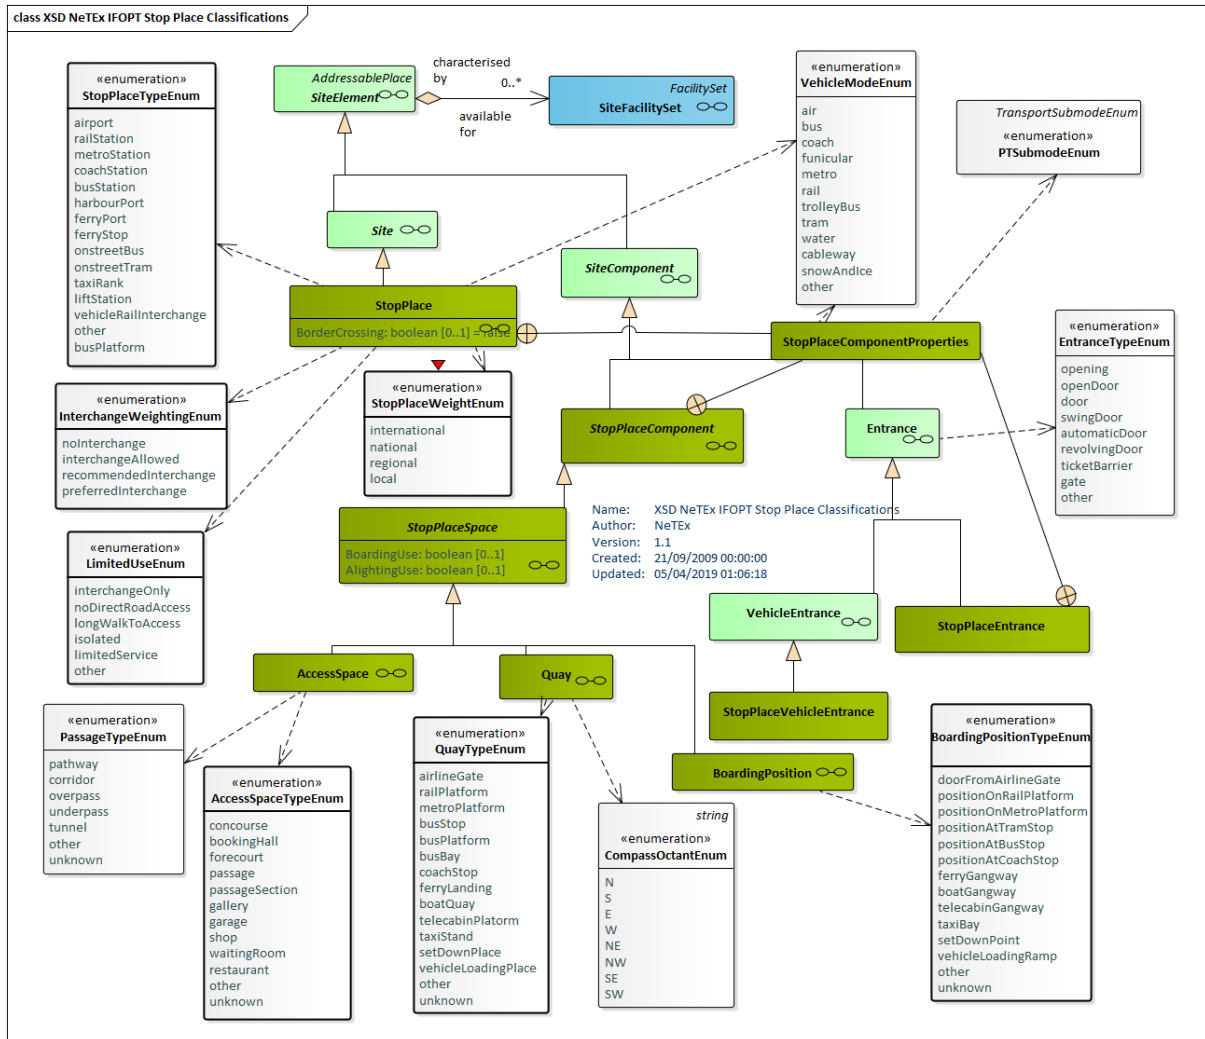 class XSD NeTEx IFOPT Stop Place Classifications
«enumeration»
StopPlaceTypeEnum
airport
railStation
metroStation
coachStation
busStation
harbourPort
ferryPort
ferryStop
onstreetBus
onstreetTram
taxiRank
liftStation
vehicleRailInterchange
other
busPlatform
AddressablePlace
SiteElement
characterised
by
0..*
available
for
FacilitySet
SiteFacilitySet
«enumeration»
VehicleModeEnum
air
bus
coach
funicular
metro
rail
trolleyBus
tram
water
cableway
snowAndIce
other
TransportSubmodeEnum
«enumeration»
PTSubmodeEnum
Site
SiteComponent
StopPlace
BorderCrossing: boolean [0..1] = false
StopPlaceComponentProperties
«enumeration»
EntranceTypeEnum
opening
openDoor
door
swingDoor
automaticDoor
revolvingDoor
ticketBarrier
gate
other
«enumeration»
InterchangeWeightingEnum
noInterchange
interchangeAllowed
recommendedInterchange
preferredInterchange
«enumeration»
StopPlaceWeightEnum
international
national
regional
local
StopPlaceComponent
Entrance
«enumeration»
LimitedUseEnum
interchangeOnly
noDirectRoadAccess
longWalkToAccess
isolated
limitedService
other
StopPlaceSpace
BoardingUse: boolean [0..1]
AlightingUse: boolean [0..1]
Name: XSD NeTEx IFOPT Stop Place Classifications
Author: NeTEx
Version: 1.1
Created: 21/09/2009 00:00:00
Updated: 05/04/2019 01:06:18
VehicleEntrance
StopPlaceEntrance
AccessSpace
Quay
StopPlaceVehicleEntrance
BoardingPosition
«enumeration»
PassageTypeEnum
pathway
corridor
overpass
underpass
tunnel
other
unknown
«enumeration»
AccessSpaceTypeEnum
concourse
bookingHall
forecourt
passage
passageSection
gallery
garage
shop
waitingRoom
restaurant
other
unknown
«enumeration»
QuayTypeEnum
airlineGate
railPlatform
metroPlatform
busStop
busPlatform
busBay
coachStop
ferryLanding
boatQuay
telecabinPlatorm
taxiStand
setDownPlace
vehicleLoadingPlace
other
unknown
string
«enumeration»
CompassOctantEnum
N
S
E
W
NE
NW
SE
SW
«enumeration»
BoardingPositionTypeEnum
doorFromAirlineGate
positionOnRailPlatform
positionOnMetroPlatform
positionAtTramStop
positionAtBusStop
positionAtCoachStop
ferryGangway
boatGangway
telecabinGangway
taxiBay
setDownPoint
vehicleLoadingRamp
other
unknown